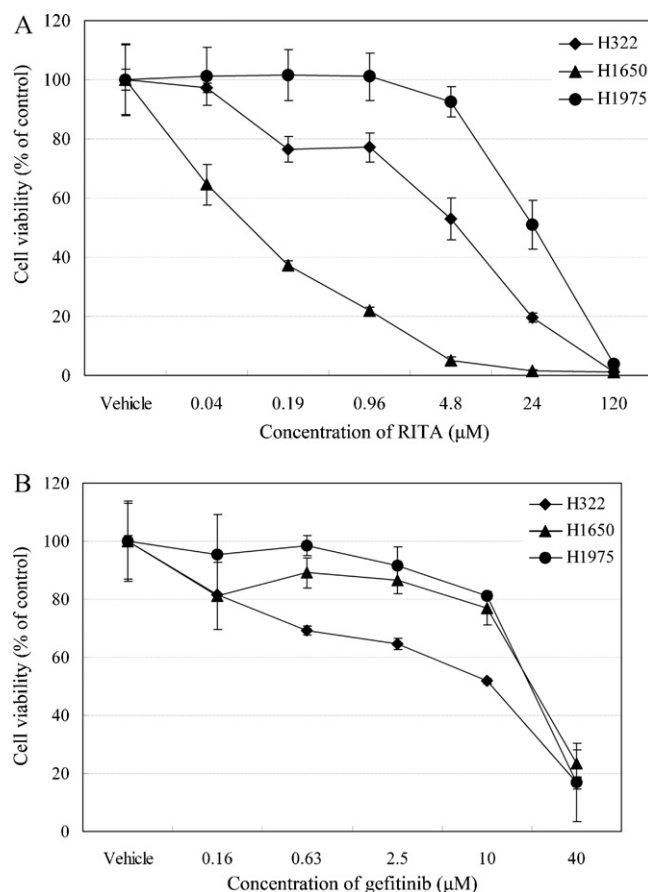 A
120
100
80
60
40
20
0
Cell viability (% of control)
H322
H1650
H1975
Vehicle 0.04 0.19 0.96 4.8 24 120
Concentration of RITA (μM)
B
120
100
80
60
40
20
0
Cell viability (% of control)
H322
H1650
H1975
Vehicle 0.16 0.63 2.5 10 40
Concentration of gefitinib (μM)